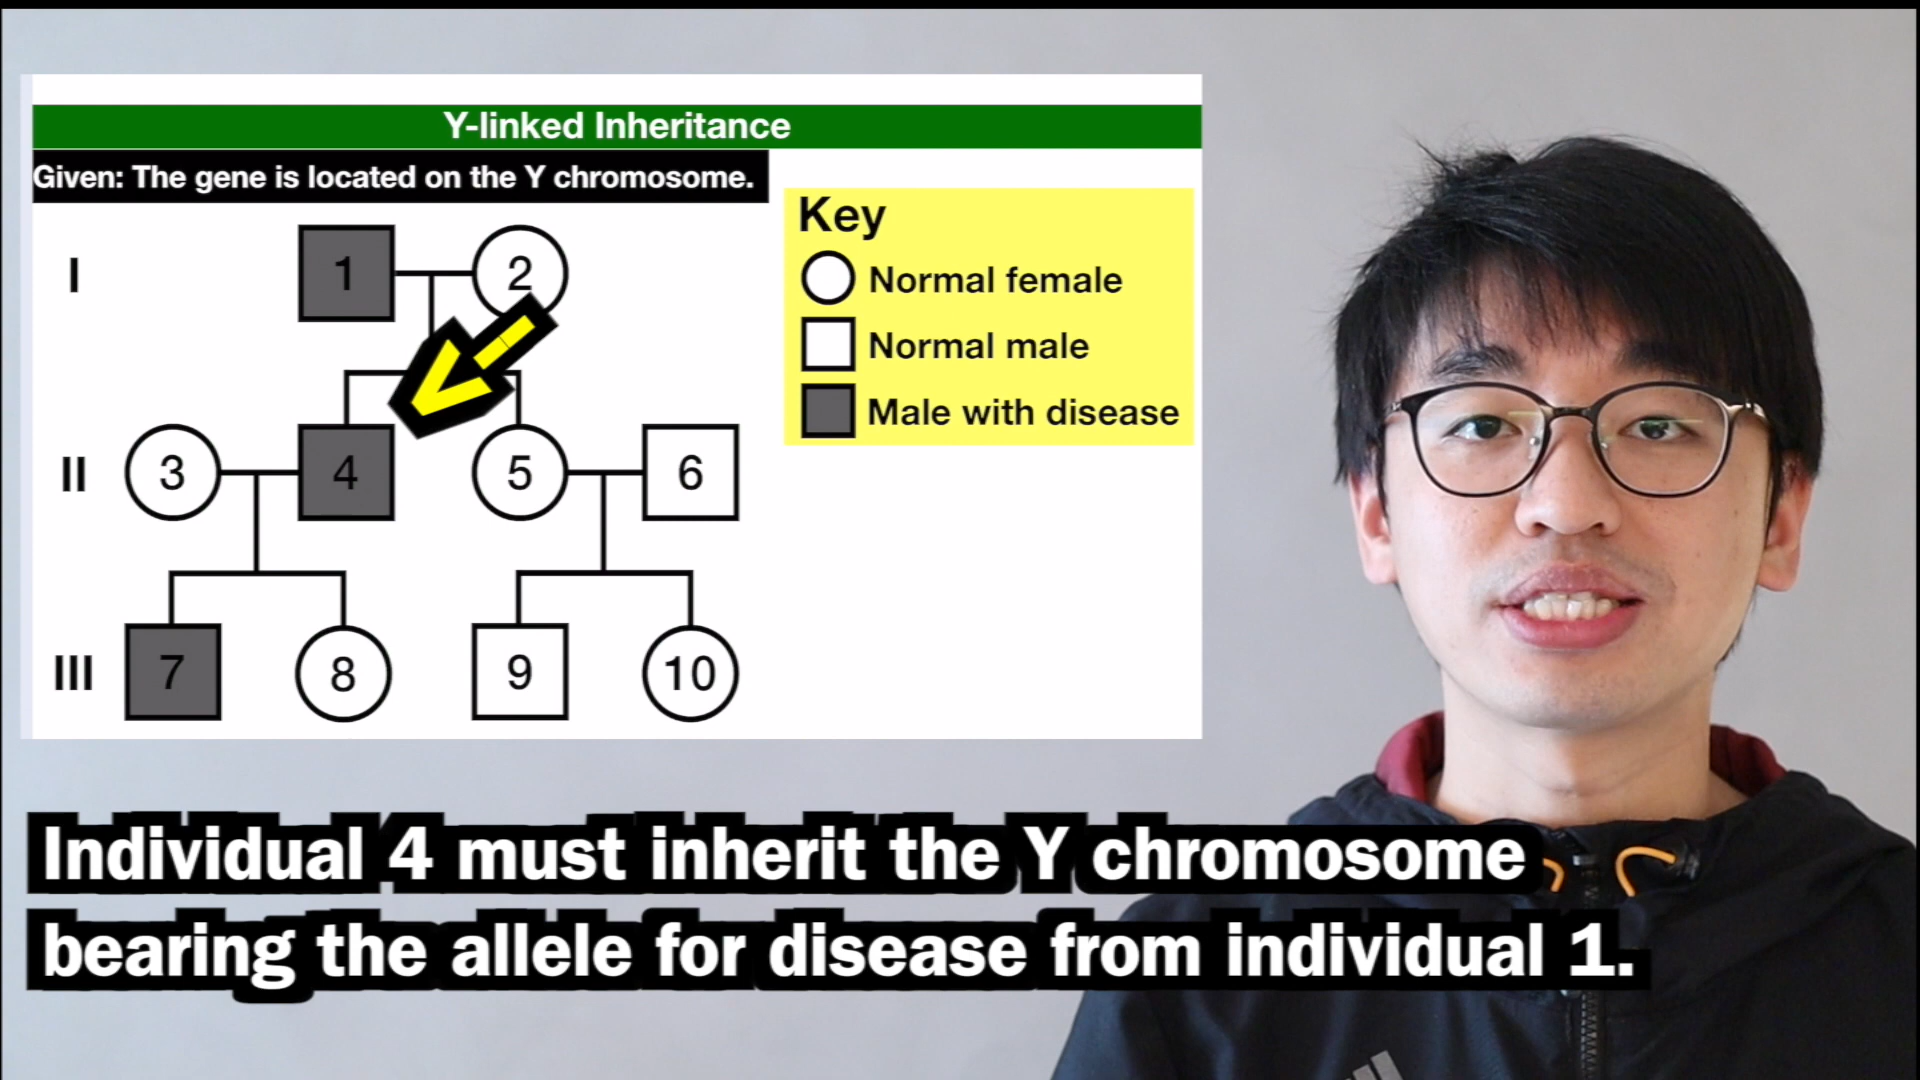 Y-linked Inheritance
Given: The gene is located on the Y chromosome.
Key
Normal female
Normal male
Male with disease
I
1
2
II
3
4
5
6
III
7
8
9
10
Individual 4 must inherit the Y chromosome
bearing the allele for disease from individual 1.